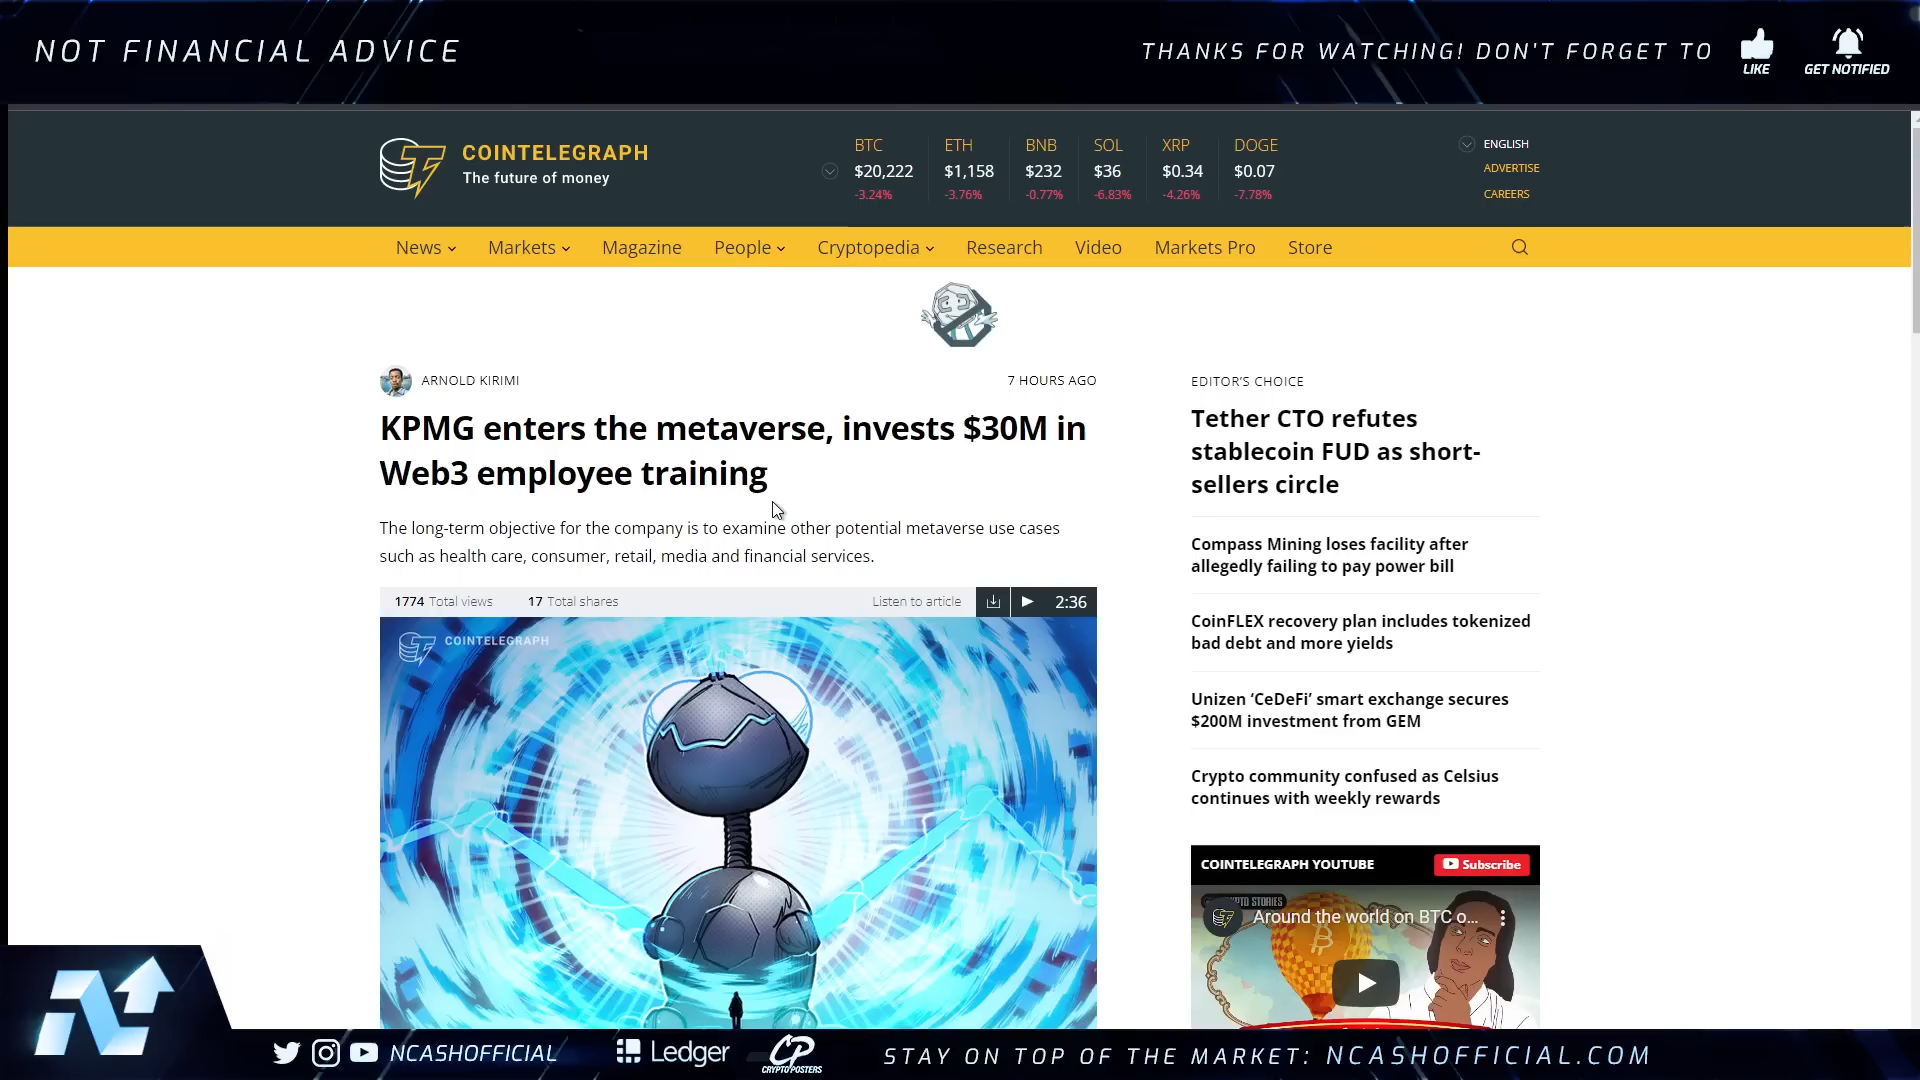 NOT FINANCIAL ADVICE
THANKS FOR WATCHING! DON'T FORGET TO
LIKE
GET NOTIFIED
COINTELEGRAPH
The future of money
BTC ETH BNB SOL XRP DOGE
$20,222 $1,158 $232 $36 $0.34 $0.07
-3.24% -3.76% -0.77% -6.83% -4.26% -7.78%
ENGLISH
ADVERTISE
CAREERS
News Markets Magazine People Cryptopedia Research Video Markets Pro Store
ARNOLD KIRIMI
7 HOURS AGO
KPMG enters the metaverse, invests $30M in
Web3 employee training
The long-term objective for the company is to examine other potential metaverse use cases
such as health care, consumer, retail, media and financial services.
1774 Total views 17 Total shares Listen to article 2:36
COINTELEGRAPH
EDITOR'S CHOICE
Tether CTO refutes
stablecoin FUD as short-
sellers circle
Compass Mining loses facility after
allegedly failing to pay power bill
CoinFLEX recovery plan includes tokenized
bad debt and more yields
Unizen ‘CeDeFi’ smart exchange secures
$200M investment from GEM
Crypto community confused as Celsius
continues with weekly rewards
COINTELEGRAPH YOUTUBE
Subscribe
Around the world on BTC o...
NCASHOFFICIAL
Ledger
CP
CRYPTOPOSTERS
STAY ON TOP OF THE MARKET: NCASHOFFICIAL.COM